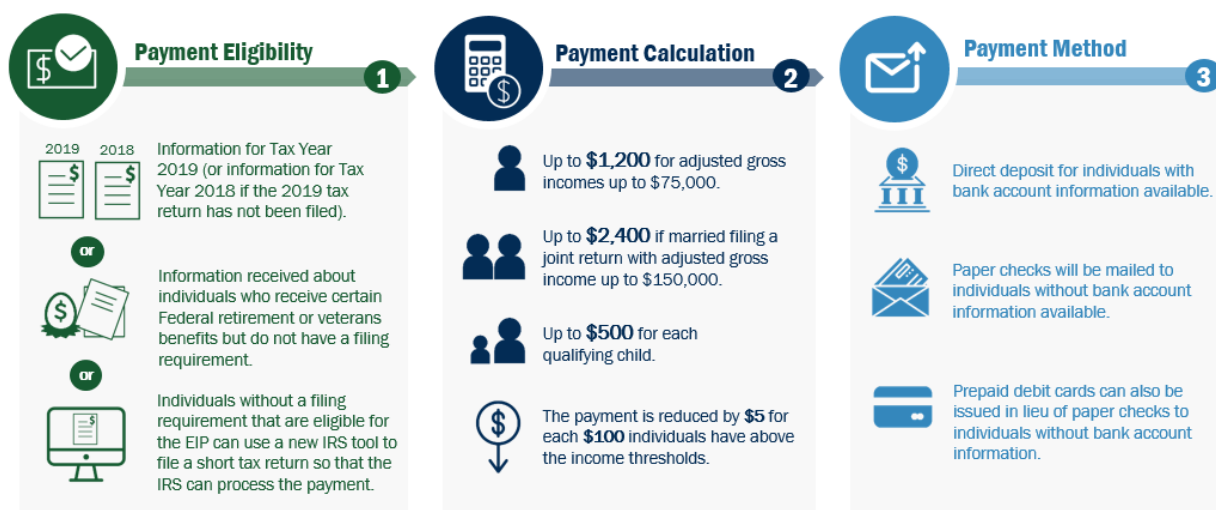 Payment Eligibility
1
2019
2018
$
$
$
Information for Tax Year
2019 (or information for Tax
Year 2018 if the 2019 tax
return has not been filed).
or
$
Information received about
individuals who receive certain
Federal retirement or veterans
benefits but do not have a filing
requirement.
or
$
Individuals without a filing
requirement that are eligible for
the EIP can use a new IRS tool to
file a short tax return so that the
IRS can process the payment.
Payment Calculation
2
$
Up to $1,200 for adjusted gross
incomes up to $75,000.
Up to $2,400 if married filing a
joint return with adjusted gross
income up to $150,000.
Up to $500 for each
qualifying child.
$
The payment is reduced by $5 for
each $100 individuals have above
the income thresholds.
Payment Method
3
$
Direct deposit for individuals with
bank account information available.
Paper checks will be mailed to
individuals without bank account
information available.
Prepaid debit cards can also be
issued in lieu of paper checks to
individuals without bank account
information.